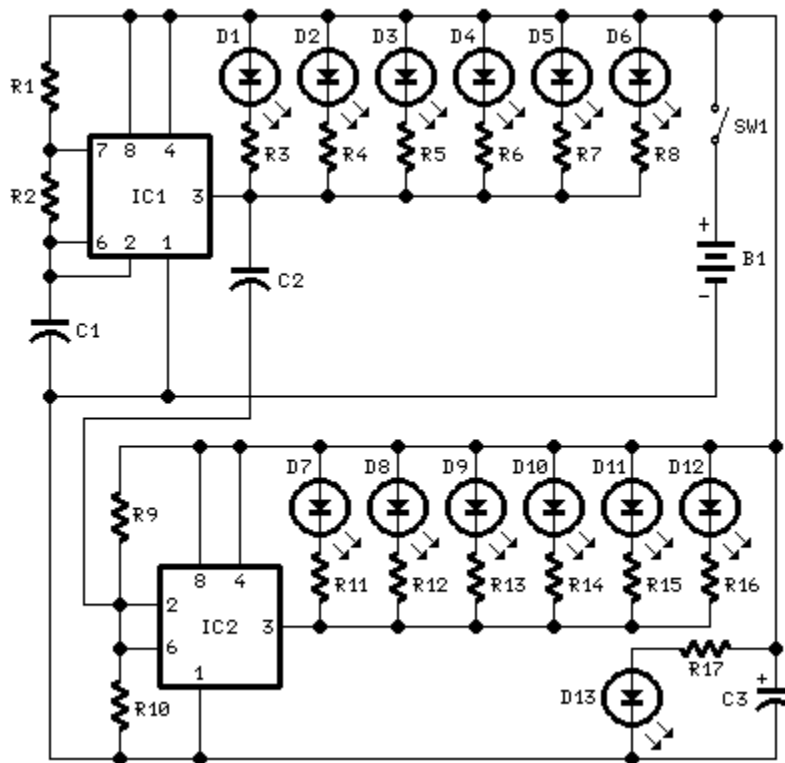 D1 D2 D3 D4 D5 D6
R1
SW1
R3 R4 R5 R6 R7 R8
7 8 4
R2 IC1 3
+
6 2 1
B1
C2
-
C1
D7 D8 D9 D10 D11 D12
R9
8 4
R11 R12 R13 R14 R15 R16
2
IC2 3
6
1
R17
+
R10
D13
C3